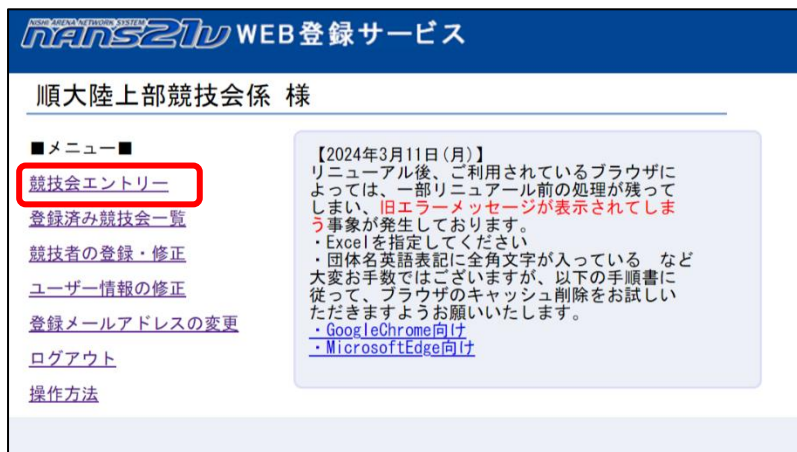 NISHI ARENA NETWORK SYSTEM
nANS21V WEB登録サービス
順大陸上部競技会係 様
■メニュー■
競技会エントリー
登録済み競技会一覧
競技者の登録・修正
ユーザー情報の修正
登録メールアドレスの変更
ログアウト
操作方法
【2024年3月11日(月)】
リニューアル後、ご利用されているブラウザに
よっては、一部リニュアール前の処理が残って
しまい、旧エラーメッセージが表示されてしま
う事象が発生しております。
・Excelを指定してください
・団体名英語表記に全角文字が入っている など
大変お手数ではございますが、以下の手順書に
従って、ブラウザのキャッシュ削除をお試しい
ただきますようお願いいたします。
・GoogleChrome向け
・MicrosoftEdge向け